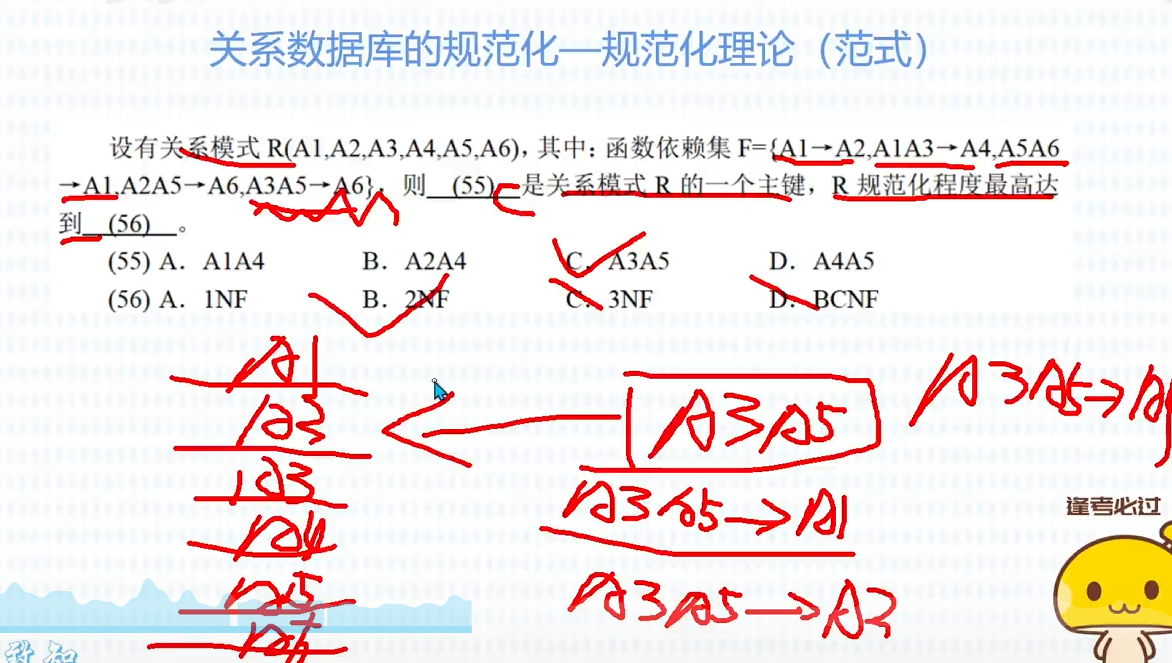 关系数据库的规范化—规范化理论（范式）
设有关系模式 R(A1,A2,A3,A4,A5,A6), 其中: 函数依赖集 F={A1→A2,A1A3→A4,A5A6
→A1,A2A5→A6,A3A5→A6}, 则 (55) 是关系模式 R 的一个主键, R 规范化程度最高达
到 (56) 。
(55) A. A1A4 B. A2A4 C. A3A5 D. A4A5
(56) A. 1NF B. 2NF C. 3NF D. BCNF
A1
A3
A3
A4
A5
A6
A3A5
A3A5→A1
A3A5→A2
A3A5→
逢考必过